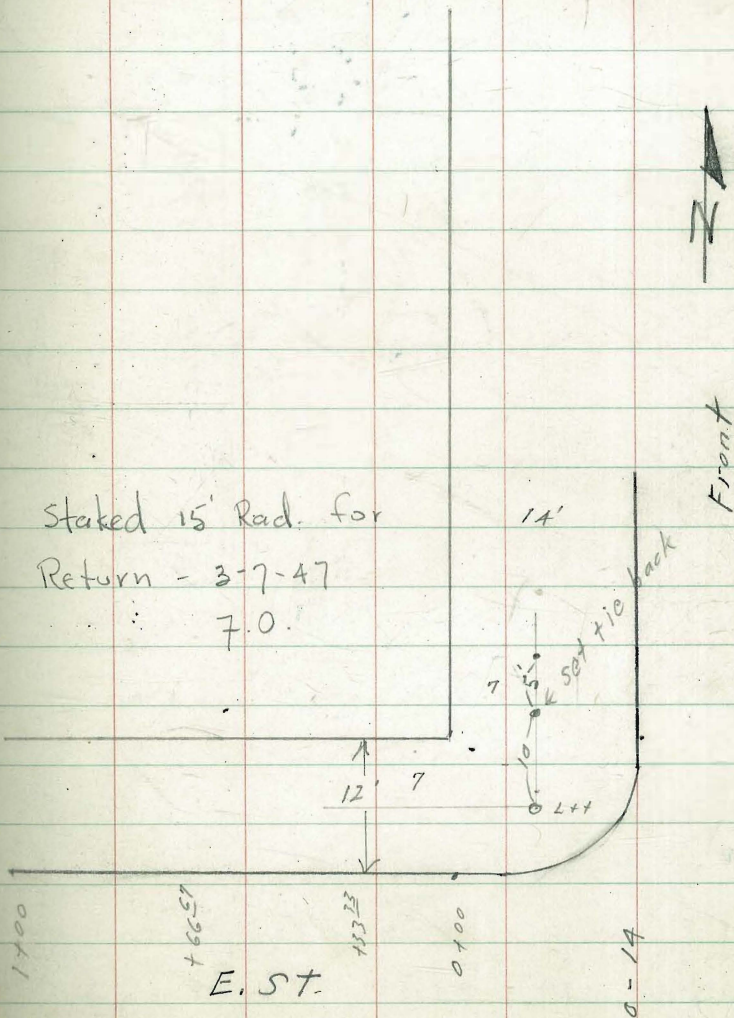 N
Front
14'
Staked 15' Rad. for
Return - 3-7-47
7.0.
set tie back
7
5'
10
12'
7
L++
1+00
+66 67
+33 33
0+00
0-14
E. ST.